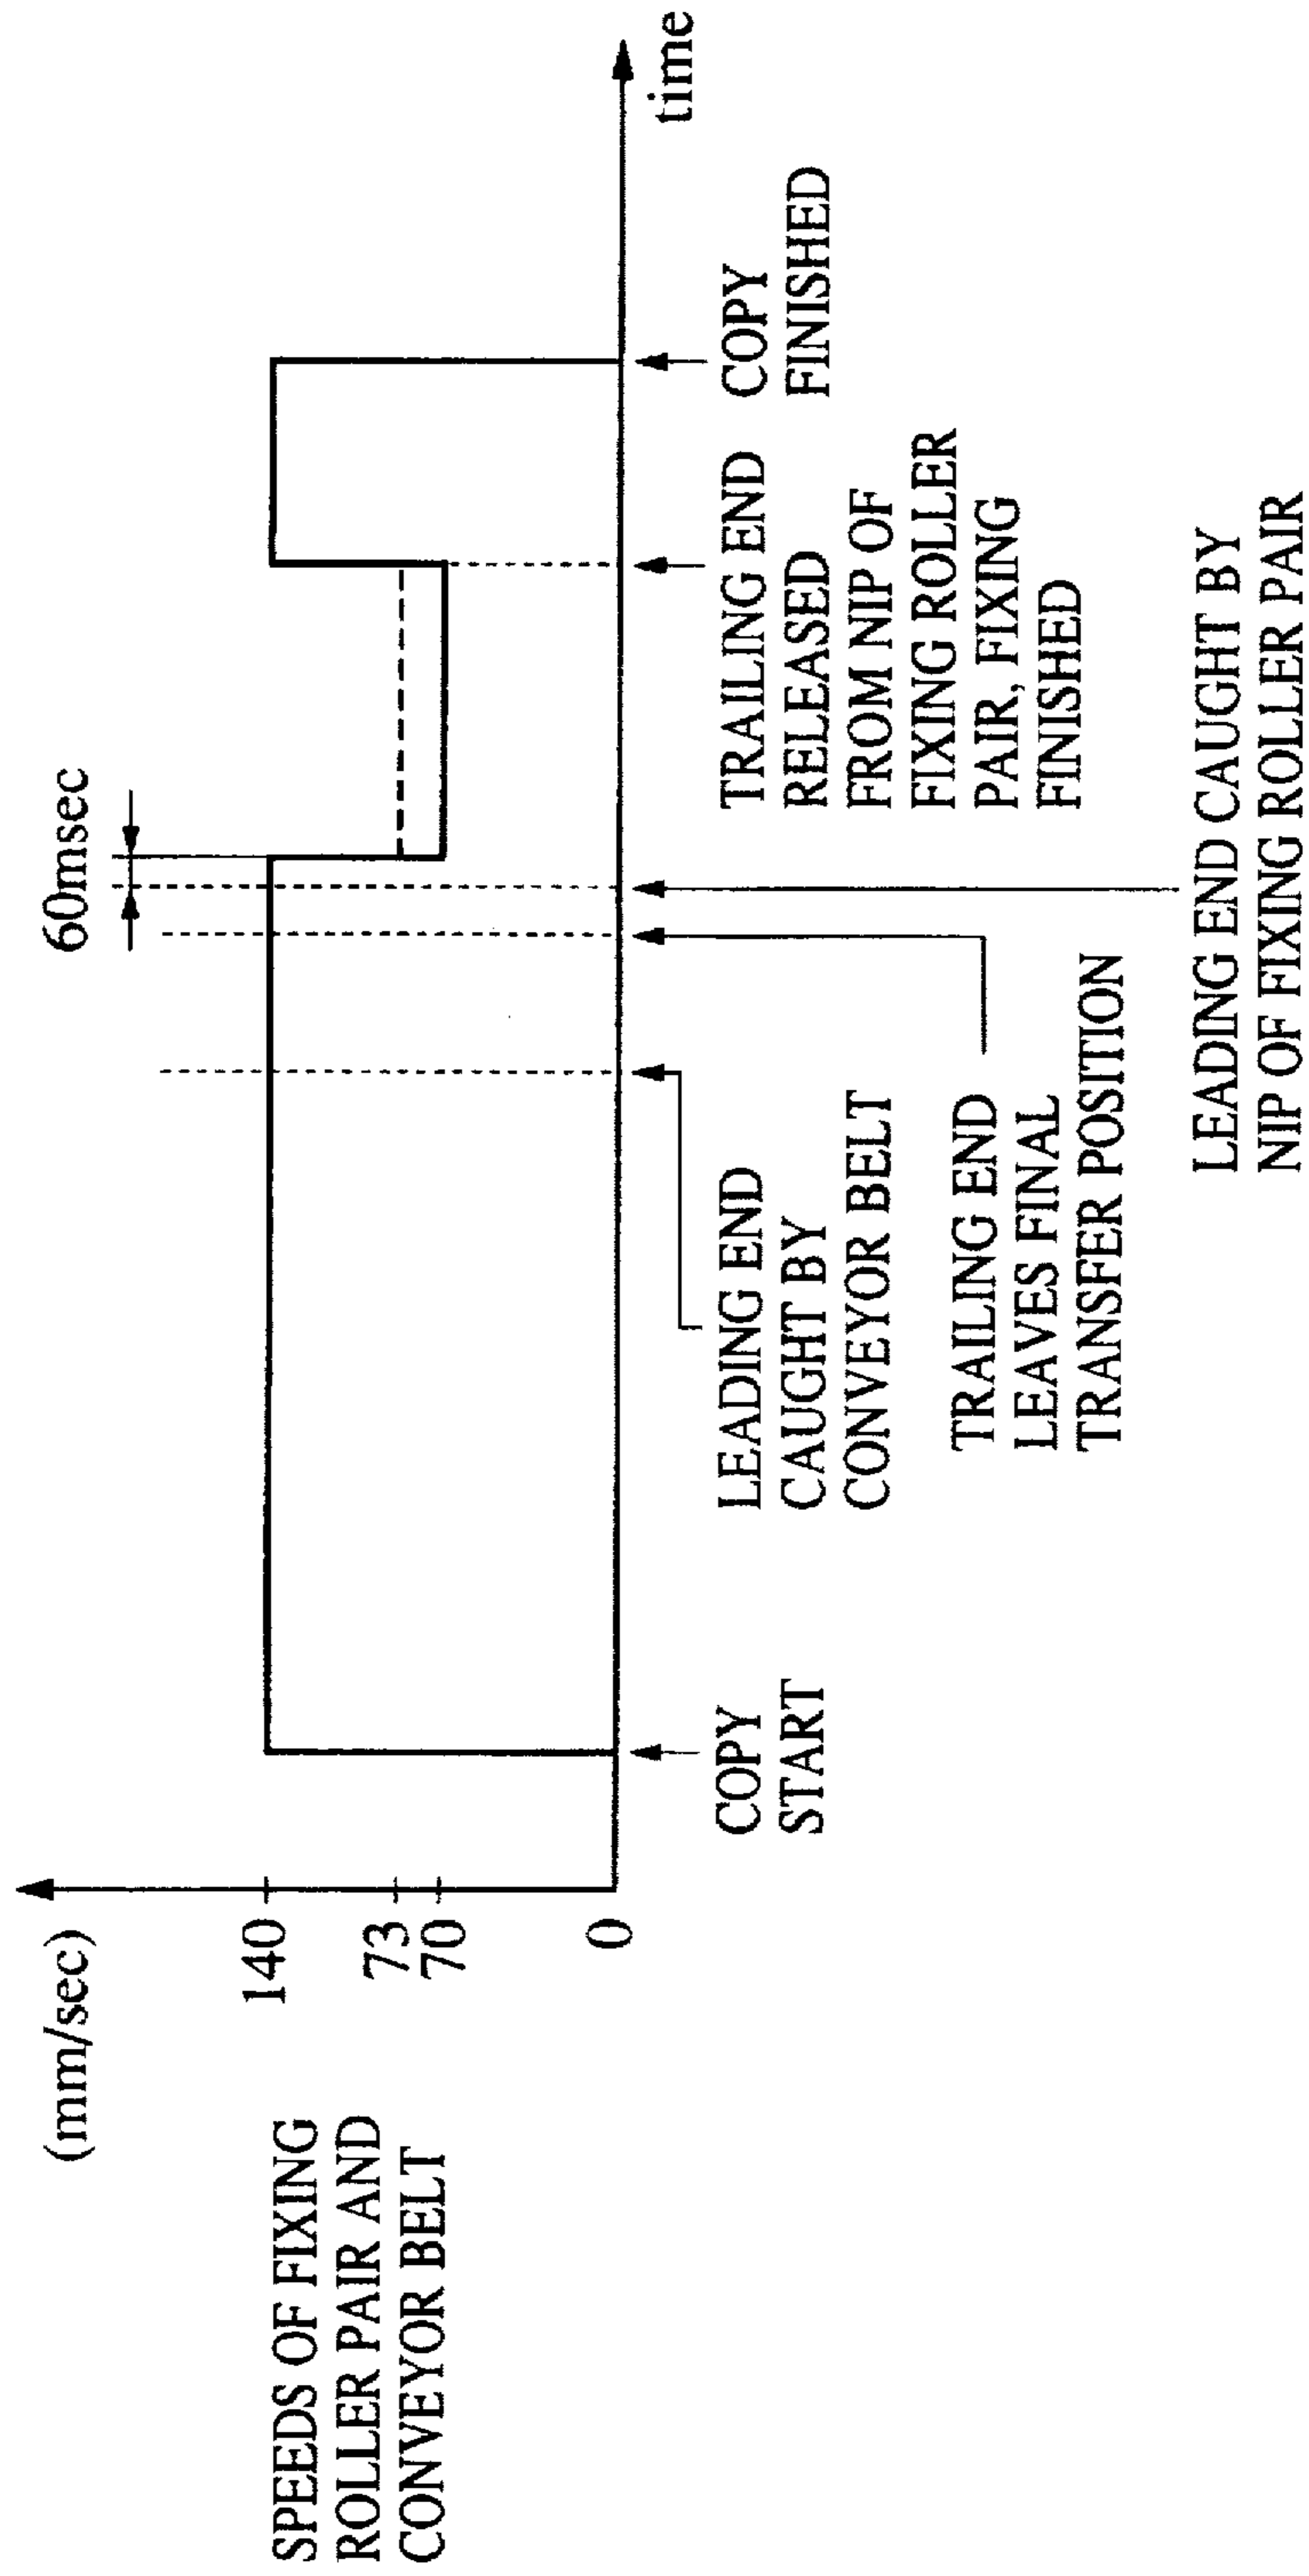 (mm/sec)
SPEEDS OF FIXING
ROLLER PAIR AND
CONVEYOR BELT
140
73
70
0
60msec
time
COPY
START
LEADING END
CAUGHT BY
CONVEYOR BELT
TRAILING END
LEAVES FINAL
TRANSFER POSITION
LEADING END CAUGHT BY
NIP OF FIXING ROLLER PAIR
TRAILING END
RELEASED
FROM NIP OF
FIXING ROLLER
PAIR, FIXING
FINISHED
COPY
FINISHED